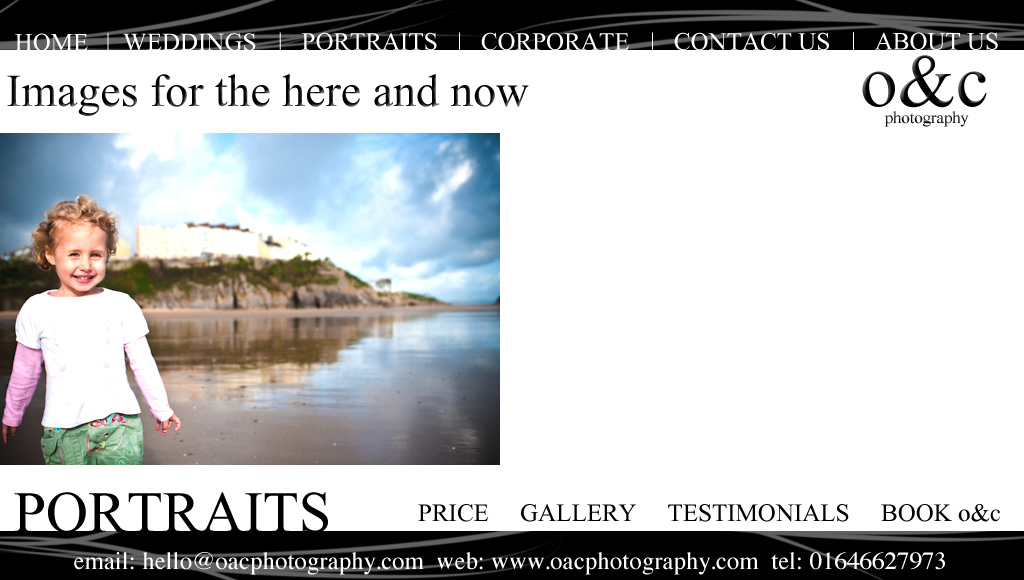 HOME | WEDDINGS | PORTRAITS | CORPORATE | CONTACT US | ABOUT US
Images for the here and now
o&c
photography
PORTRAITS
PRICE GALLERY TESTIMONIALS BOOK o&c
email: hello@oacphotography.com web: www.oacphotography.com tel: 01646627973